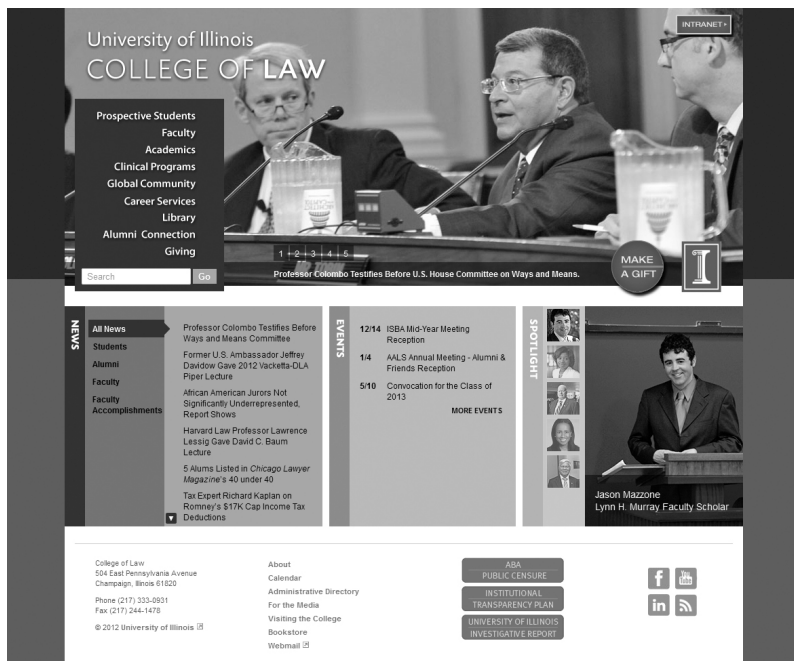 University of Illinois
COLLEGE OF LAW
INTRANET
Prospective Students
Faculty
Academics
Clinical Programs
Global Community
Career Services
Library
Alumni Connection
Giving
Search
Go
1 2 3 4 5
Professor Colombo Testifies Before U.S. House Committee on Ways and Means.
MAKE
A GIFT
I
NEWS
All News
Students
Alumni
Faculty
Faculty
Accomplishments
Professor Colombo Testifies Before
Ways and Means Committee
Former U.S. Ambassador Jeffrey
Davidow Gave 2012 Vacketta-DLA
Piper Lecture
African American Jurors Not
Significantly Underrepresented,
Report Shows
Harvard Law Professor Lawrence
Lessig Gave David C. Baum
Lecture
5 Alums Listed in Chicago Lawyer
Magazine's 40 under 40
Tax Expert Richard Kaplan on
Romney's $17K Cap Income Tax
Deductions
EVENTS
12/14 ISBA Mid-Year Meeting
Reception
1/4 AALS Annual Meeting - Alumni &
Friends Reception
5/10 Convocation for the Class of
2013
MORE EVENTS
SPOTLIGHT
Jason Mazzone
Lynn H. Murray Faculty Scholar
College of Law
504 East Pennsylvania Avenue
Champaign, Illinois 61820
Phone (217) 333-0931
Fax (217) 244-1478
© 2012 University of Illinois
About
Calendar
Administrative Directory
For the Media
Visiting the College
Bookstore
Webmail
ABA
PUBLIC CENSURE
INSTITUTIONAL
TRANSPARENCY PLAN
UNIVERSITY OF ILLINOIS
INVESTIGATIVE REPORT
f
You
Tube
in